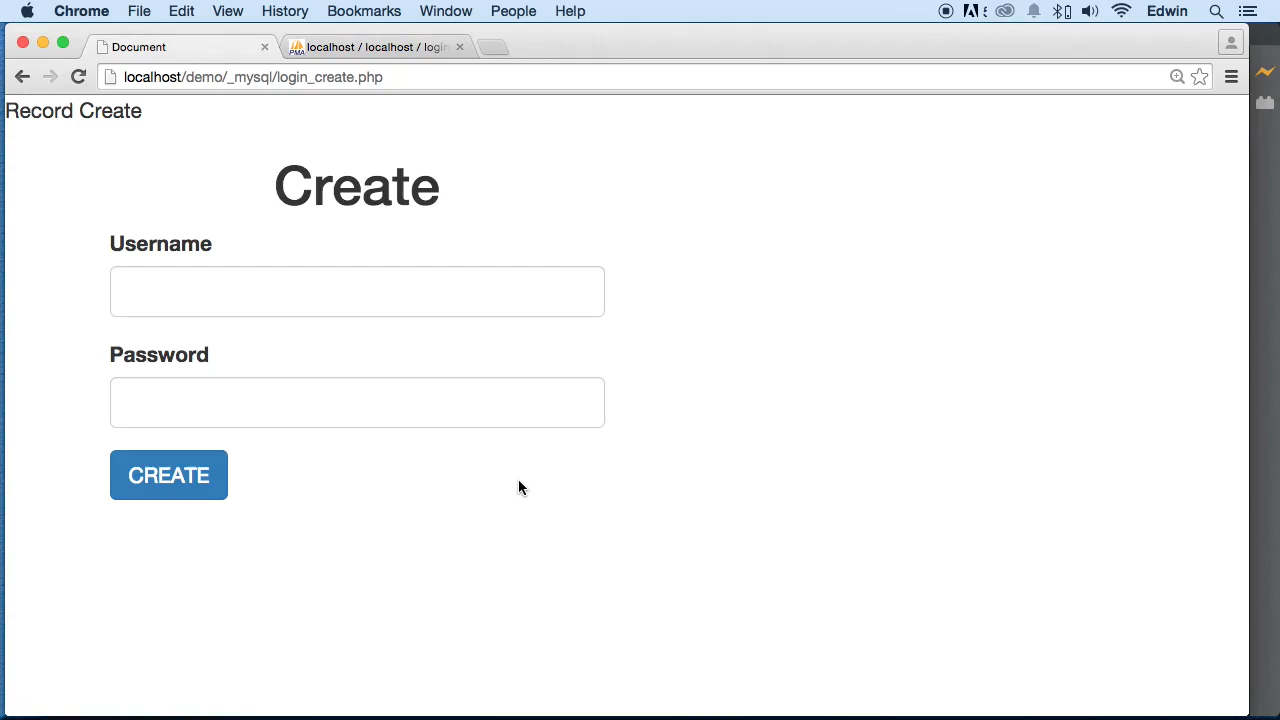 Chrome File Edit View History Bookmarks Window People Help Edwin
Document localhost / localhost / login
localhost/demo/_mysql/login_create.php
Record Create
Create
Username
Password
CREATE